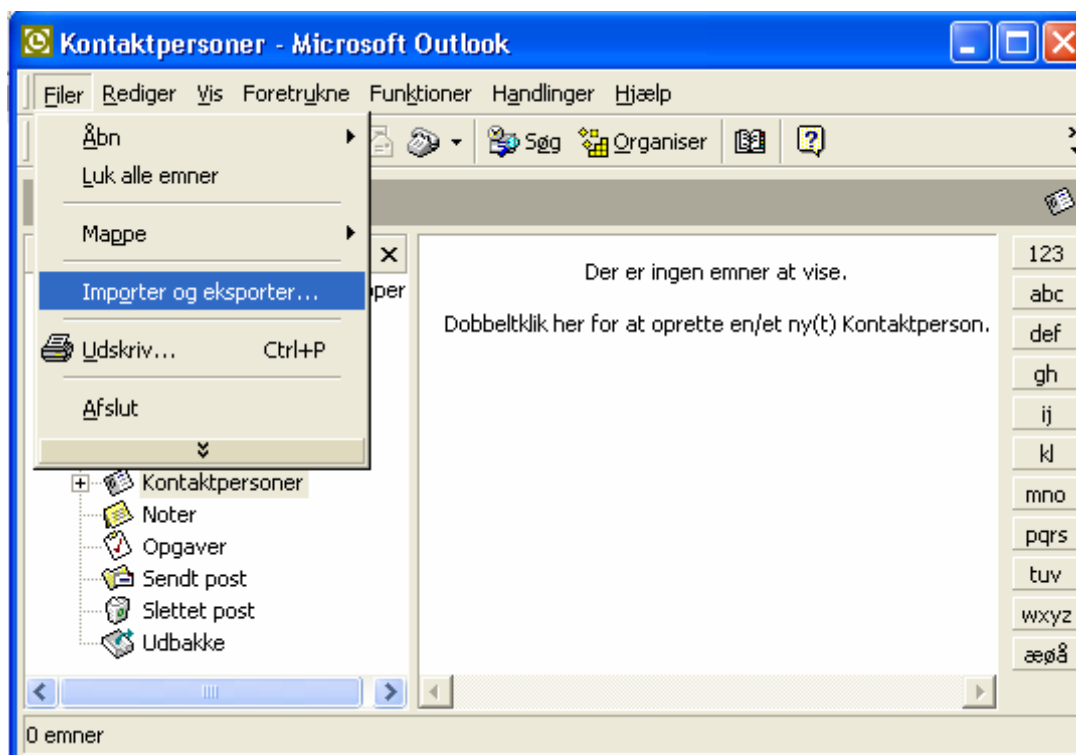 Kontaktpersoner - Microsoft Outlook
Filer Rediger Vis Foretrukne Funktioner Handlinger Hjælp
Søg Organiser
Åbn
Luk alle emner
Mappe
Importer og eksporter...
Udskriv... Ctrl+P
Afslut
Kontaktpersoner
Noter
Opgaver
Sendt post
Slettet post
Udbakke
Der er ingen emner at vise.
Dobbeltklik her for at oprette en/et ny(t) Kontaktperson.
123
abc
def
gh
ij
kl
mno
pqrs
tuv
wxyz
æøå
0 emner